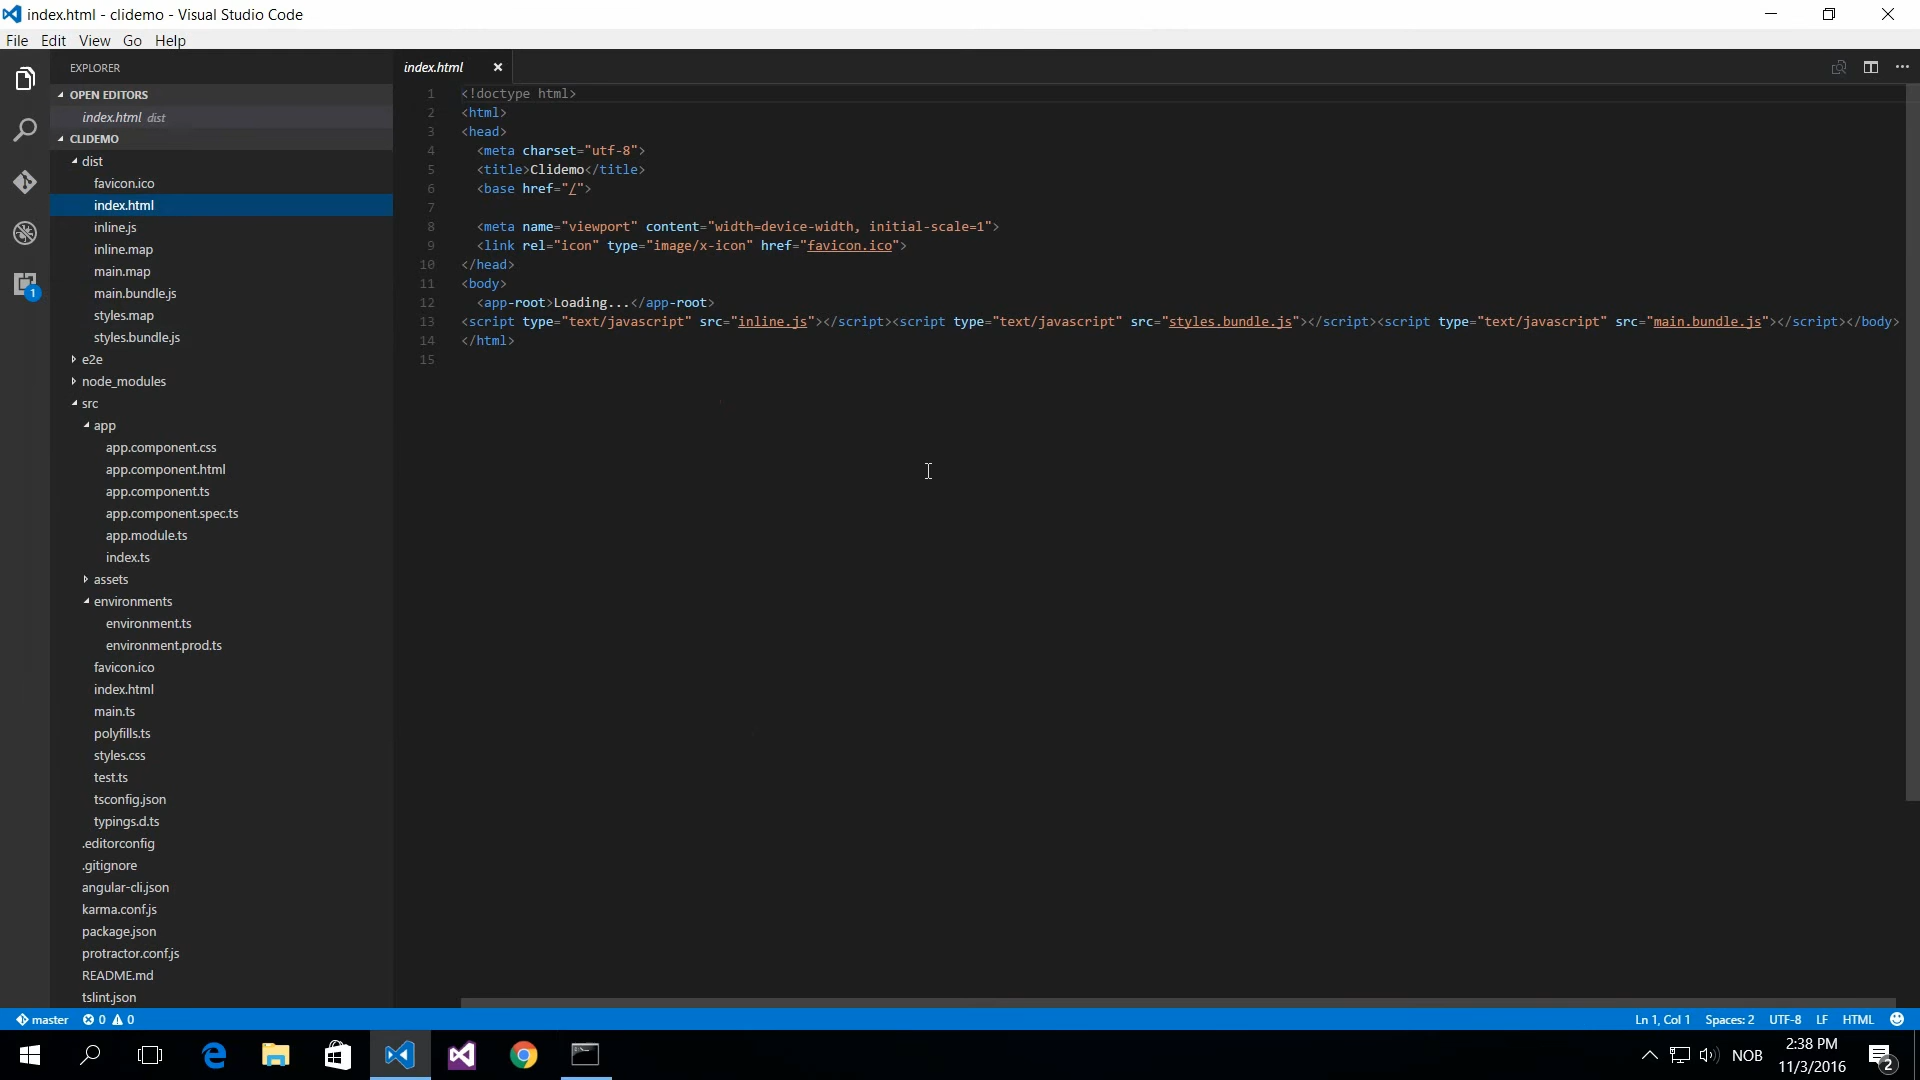 index.html - clidemo - Visual Studio Code
File Edit View Go Help
EXPLORER
OPEN EDITORS
index.html dist
CLIDEMO
dist
favicon.ico
index.html
inline.js
inline.map
main.map
main.bundle.js
styles.map
styles.bundle.js
e2e
node_modules
src
app
app.component.css
app.component.html
app.component.ts
app.component.spec.ts
app.module.ts
index.ts
assets
environments
environment.ts
environment.prod.ts
favicon.ico
index.html
main.ts
polyfills.ts
styles.css
test.ts
tsconfig.json
typings.d.ts
.editorconfig
.gitignore
angular-cli.json
karma.conf.js
package.json
protractor.conf.js
README.md
tslint.json
1
index.html
1 <!doctype html>
2 <html>
3 <head>
4 <meta charset="utf-8">
5 <title>Clidemo</title>
6 <base href="/">
7
8 <meta name="viewport" content="width=device-width, initial-scale=1">
9 <link rel="icon" type="image/x-icon" href="favicon.ico">
10 </head>
11 <body>
12 <app-root>Loading...</app-root>
13 <script type="text/javascript" src="inline.js"></script><script type="text/javascript" src="styles.bundle.js"></script><script type="text/javascript" src="main.bundle.js"></script></body>
14 </html>
15
master 0 0
Ln 1, Col 1 Spaces: 2 UTF-8 LF HTML
NOB
2:38 PM
11/3/2016
2